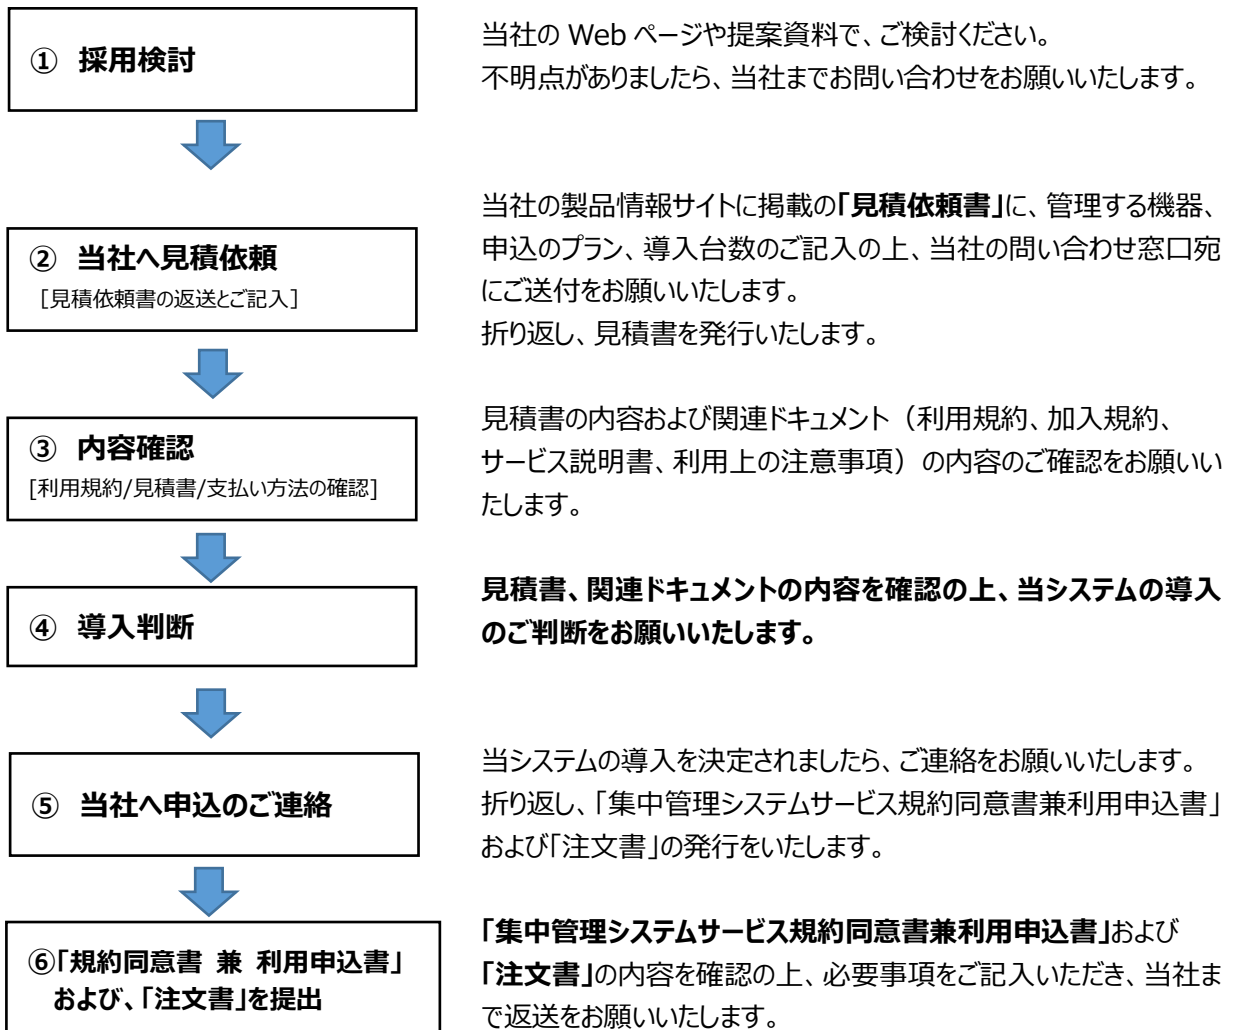 ① 採用検討
当社の Web ページや提案資料で、ご検討ください。
不明点がありましたら、当社までお問い合わせをお願いいたします。
② 当社へ見積依頼
[見積依頼書の返送とご記入]
当社の製品情報サイトに掲載の「見積依頼書」に、管理する機器、
申込のプラン、導入台数のご記入の上、当社の問い合わせ窓口宛
にご送付をお願いいたします。
折り返し、見積書を発行いたします。
③ 内容確認
[利用規約/見積書/支払い方法の確認]
見積書の内容および関連ドキュメント（利用規約、加入規約、
サービス説明書、利用上の注意事項）の内容のご確認をお願いい
たします。
④ 導入判断
見積書、関連ドキュメントの内容を確認の上、当システムの導入
のご判断をお願いいたします。
⑤ 当社へ申込のご連絡
当システムの導入を決定されましたら、ご連絡をお願いいたします。
折り返し、「集中管理システムサービス規約同意書兼利用申込書」
および「注文書」の発行をいたします。
⑥「規約同意書 兼 利用申込書」
および、「注文書」を提出
「集中管理システムサービス規約同意書兼利用申込書」および
「注文書」の内容を確認の上、必要事項をご記入いただき、当社ま
で返送をお願いいたします。